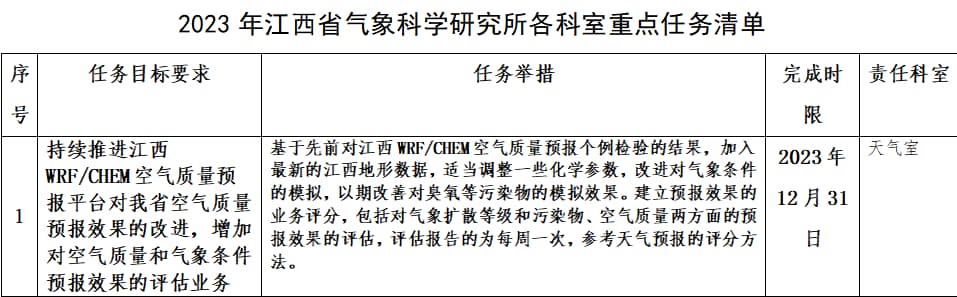 2023 年江西省气象科学研究所各科室重点任务清单
序号
任务目标要求
任务举措
完成时限
责任科室
1
持续推进江西
WRF/CHEM 空气质量预
报平台对我省空气质量
预报效果的改进，增加
对空气质量和气象条件
预报效果的评估业务
基于先前对江西 WRF/CHEM 空气质量预报个例检验的结果，加入
最新的江西地形数据，适当调整一些化学参数，改进对气象条件
的模拟，以期改善对臭氧等污染物的模拟效果。建立预报效果的
业务评分，包括对气象扩散等级和污染物、空气质量两方面的预
报效果的评估，评估报告的为每周一次，参考天气预报的评分方
法。
2023 年
12 月 31
日
天气室